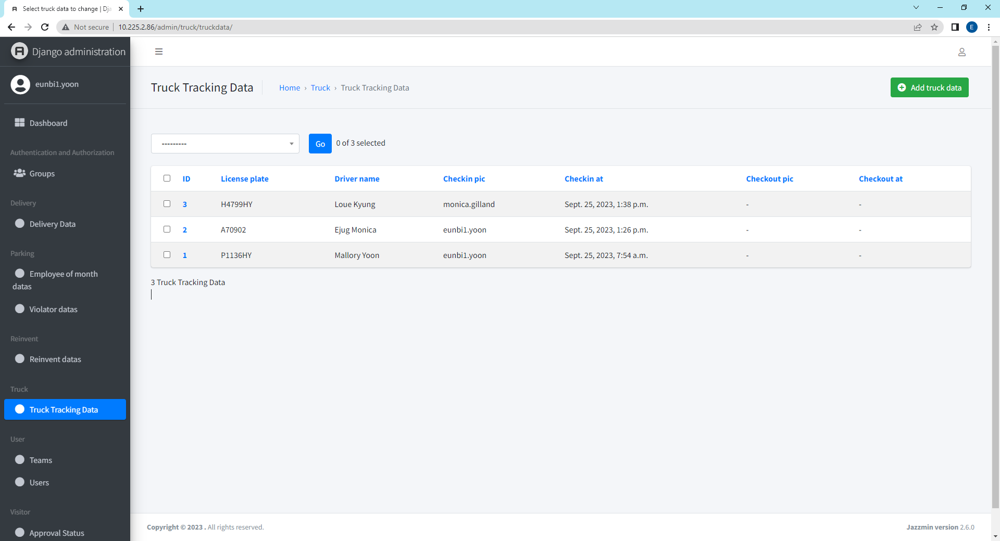 Select truck data to change | Dja
Not secure
10.225.2.86/admin/truck/truckdata/
E
Django administration
eunbi1.yoon
Dashboard
Authentication and Authorization
Groups
Delivery
Delivery Data
Parking
Employee of month
datas
Violator datas
Reinvent
Reinvent datas
Truck
Truck Tracking Data
User
Teams
Users
Visitor
Approval Status
Truck Tracking Data
Home › Truck › Truck Tracking Data
Add truck data
---------
Go
0 of 3 selected
ID License plate Driver name Checkin pic Checkin at Checkout pic Checkout at
3 H4799HY Loue Kyung monica.gilland Sept. 25, 2023, 1:38 p.m. - -
2 A70902 Ejug Monica eunbi1.yoon Sept. 25, 2023, 1:26 p.m. - -
1 P1136HY Mallory Yoon eunbi1.yoon Sept. 25, 2023, 7:54 a.m. - -
3 Truck Tracking Data
Copyright © 2023 . All rights reserved.
Jazzmin version 2.6.0